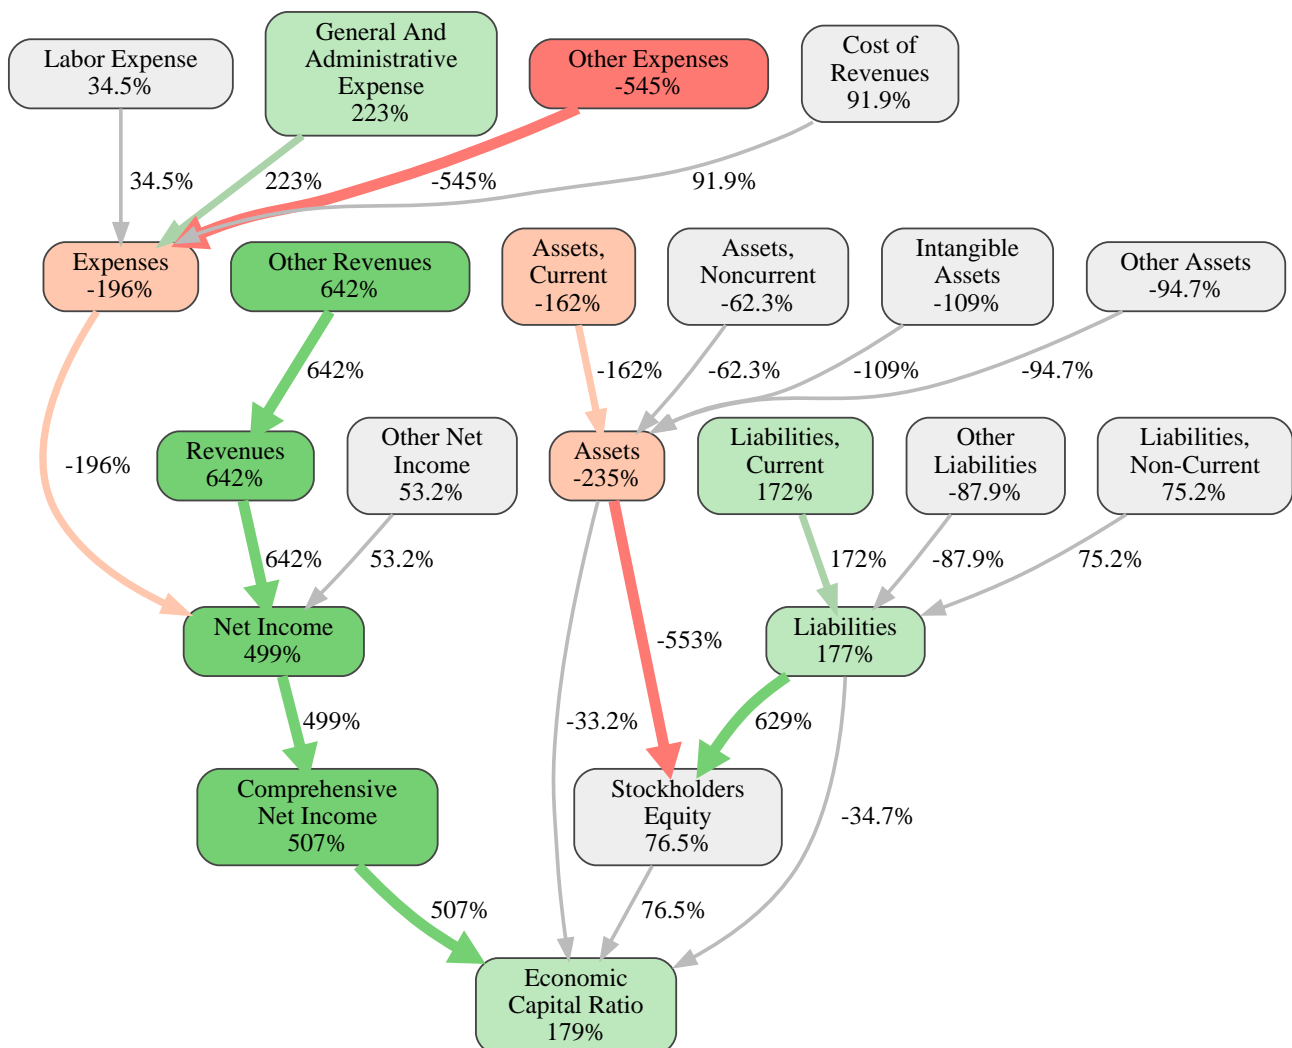 Labor Expense
34.5%
General And
Administrative
Expense
223%
Other Expenses
-545%
Cost of
Revenues
91.9%
34.5%
223%
-545%
91.9%
Expenses
-196%
Other Revenues
642%
Assets,
Current
-162%
Assets,
Noncurrent
-62.3%
Intangible
Assets
-109%
Other Assets
-94.7%
642%
-162%
-62.3%
-109%
-94.7%
-196%
Revenues
642%
Other Net
Income
53.2%
Assets
-235%
Liabilities,
Current
172%
Other
Liabilities
-87.9%
Liabilities,
Non-Current
75.2%
642%
53.2%
172%
-87.9%
75.2%
Net Income
499%
-553%
Liabilities
177%
499%
-33.2%
629%
-34.7%
Comprehensive
Net Income
507%
Stockholders
Equity
76.5%
507%
76.5%
Economic
Capital Ratio
179%